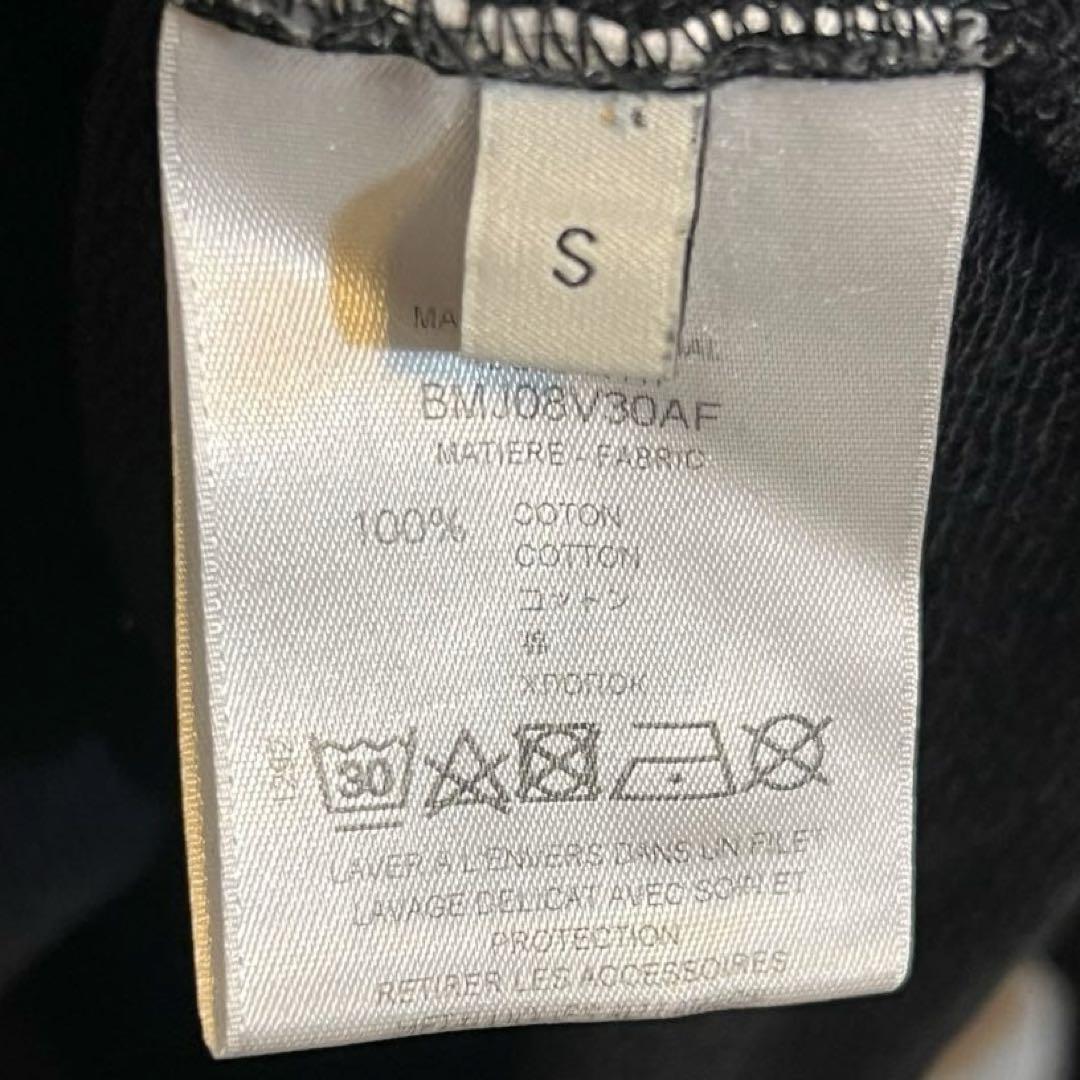 S
BMJ08V30AF
MATIERE - FABRIC
100% COTON
COTTON
コットン
棉
ХЛОПОК
30
LAVER A L'ENVERS DANS UN FILET
LAVAGE DELICAT AVEC SOIN ET
PROTECTION
RETIRER LES ACCESSOIRES